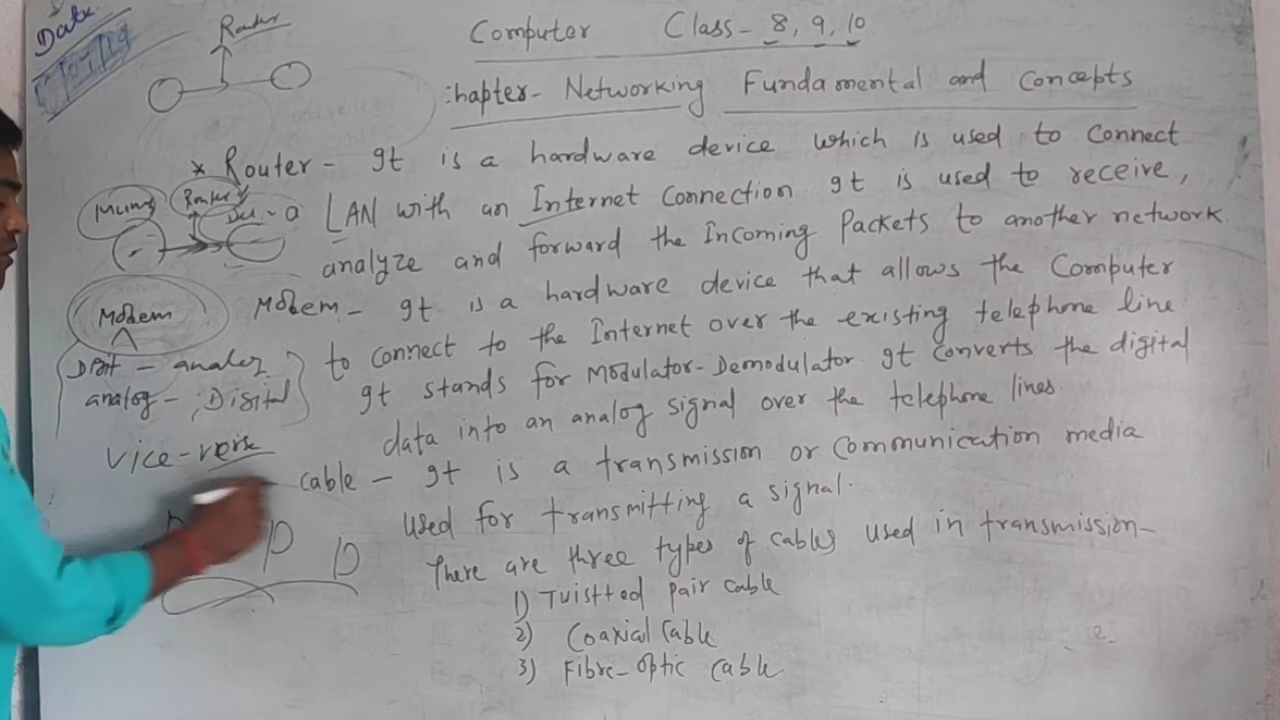 Date
Router
Computer Class- 8, 9, 10
:hapter- Networking Fundamental and Concepts
* Router - It is a hardware device which is used to connect
a LAN with an Internet Connection It is used to receive,
analyze and forward the Incoming Packets to another network.
Router
Modem - It is a hardware device that allows the Computer
to connect to the Internet over the existing telephone line
It stands for Modulator-Demodulator. It converts the digital
data into an analog signal over the telephone lines.
Modem
analog - Digital
Vice-verse
cable - It is a transmission or communication media
used for transmitting a signal.
There are three types of cables used in transmission-
1) Twistted pair cable
2) Coaxial Cable
3) Fibre-optic cable